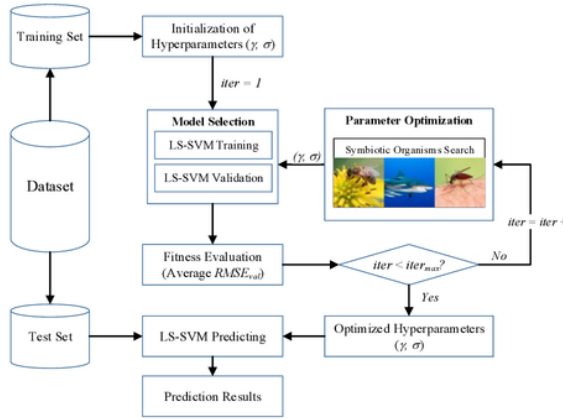 Training Set
Initialization of
Hyperparameters (γ, σ)
iter = 1
Model Selection
LS-SVM Training
LS-SVM Validation
Parameter Optimization
Symbiotic Organisms Search
(γ, σ)
Dataset
iter = iter +
Fitness Evaluation
(Average RMSEval)
iter < itermax?
No
Yes
Test Set
LS-SVM Predicting
Optimized Hyperparameters
(γ, σ)
Prediction Results